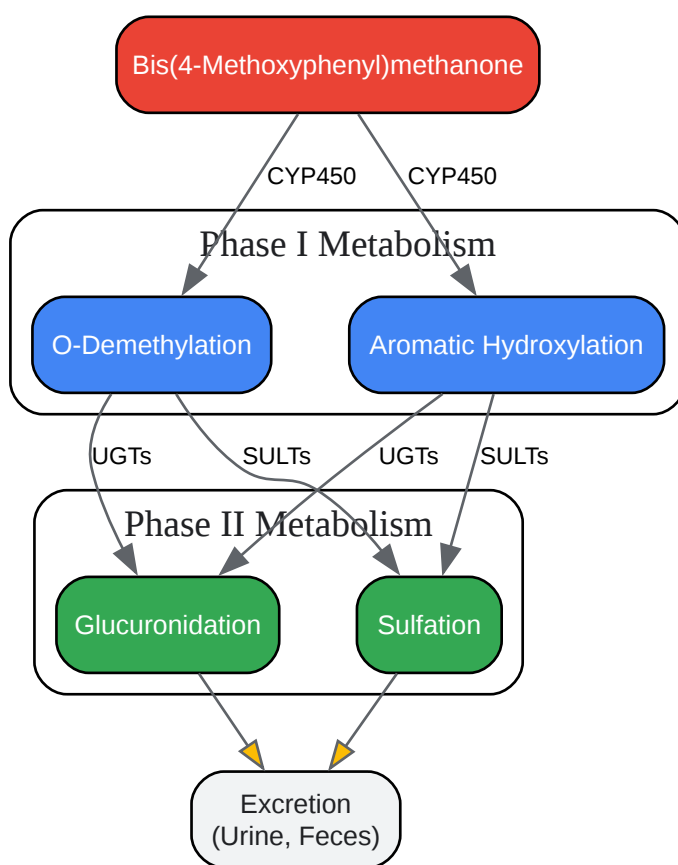 Bis(4-Methoxyphenyl)methanone
CYP450
CYP450
Phase I Metabolism
O-Demethylation
Aromatic Hydroxylation
UGTs
SULTs
UGTs
SULTs
Phase II Metabolism
Glucuronidation
Sulfation
Excretion
(Urine, Feces)